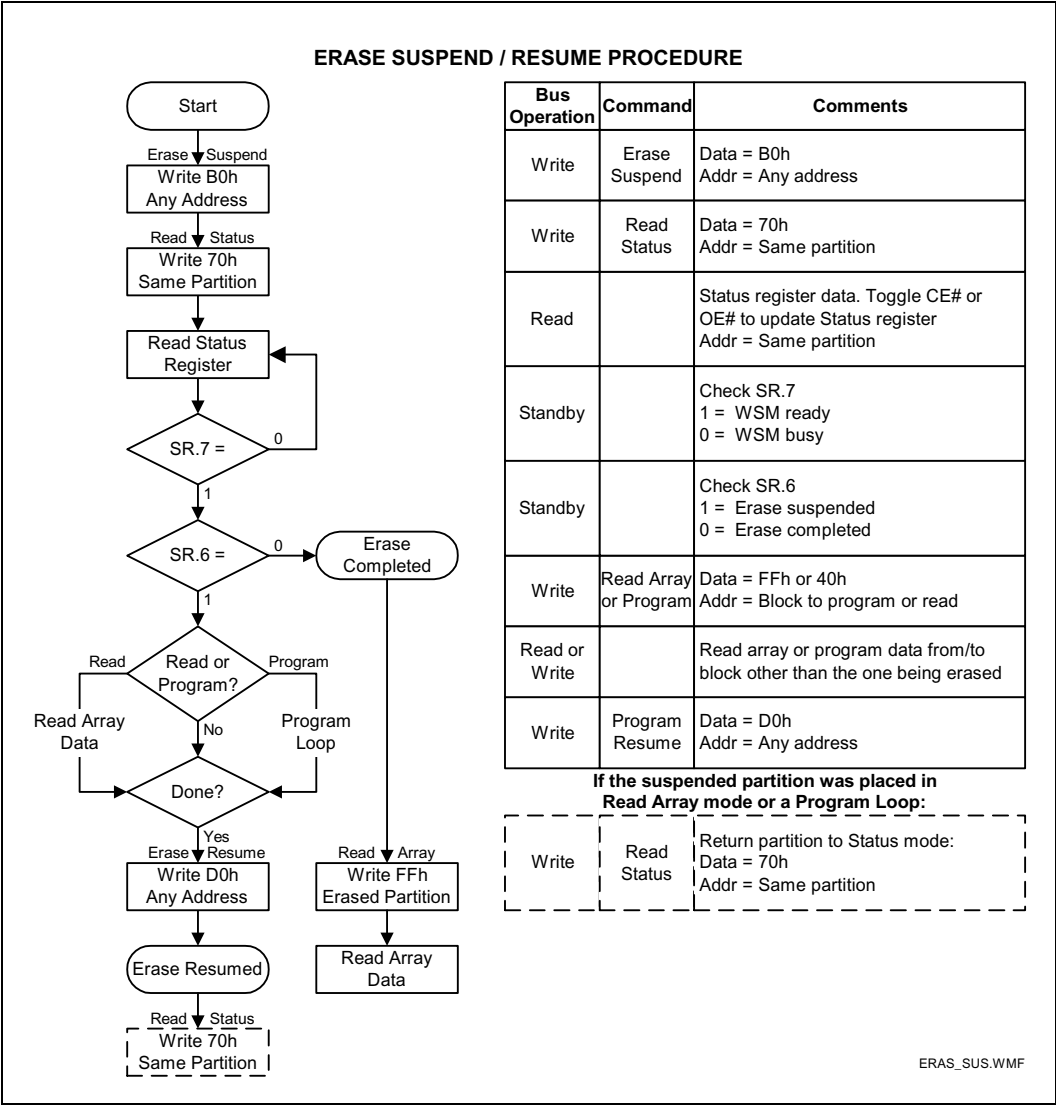 ERASE SUSPEND / RESUME PROCEDURE
Start
Erase Suspend
Write B0h
Any Address
Read Status
Write 70h
Same Partition
Read Status
Register
SR.7 =
0
1
SR.6 =
0
Erase
Completed
1
Read or
Program?
Read
Program
Read Array
Data
No
Program
Loop
Done?
Yes
Erase Resume
Write D0h
Any Address
Read Array
Write FFh
Erased Partition
Erase Resumed
Read Array
Data
Read Status
Write 70h
Same Partition
Bus
Operation
Command
Comments
Write
Erase
Suspend
Data = B0h
Addr = Any address
Write
Read
Status
Data = 70h
Addr = Same partition
Read
Status register data. Toggle CE# or
OE# to update Status register
Addr = Same partition
Standby
Check SR.7
1 = WSM ready
0 = WSM busy
Standby
Check SR.6
1 = Erase suspended
0 = Erase completed
Write
Read Array
or Program
Data = FFh or 40h
Addr = Block to program or read
Read or
Write
Read array or program data from/to
block other than the one being erased
Write
Program
Resume
Data = D0h
Addr = Any address
If the suspended partition was placed in
Read Array mode or a Program Loop:
Write
Read
Status
Return partition to Status mode:
Data = 70h
Addr = Same partition
ERAS_SUS.WMF